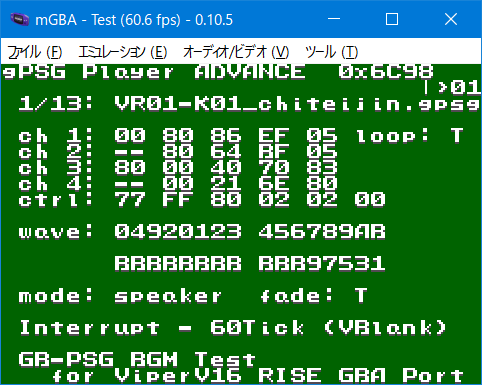 mGBA - Test (60.6 fps) - 0.10.5
ファイル (F) エミュレーション (E) オーディオ/ビデオ (V) ツール (T)
gPSG Player ADVANCE 0x6C98
|>01
1/13: VR01-K01_chiteiiin.gpsg
ch 1: 00 80 86 EF 05 loop: T
ch 2: -- 80 64 BF 05
ch 3: 80 00 40 70 83
ch 4: -- 00 21 6E 80
ctrl: 77 FF 80 02 02 00
wave: 04920123 456789AB
BBBBBBBB BBB97531
mode: speaker fade: T
Interrupt - 60Tick (VBlank)
GB-PSG BGM Test
for ViperV16 RISE GBA Port